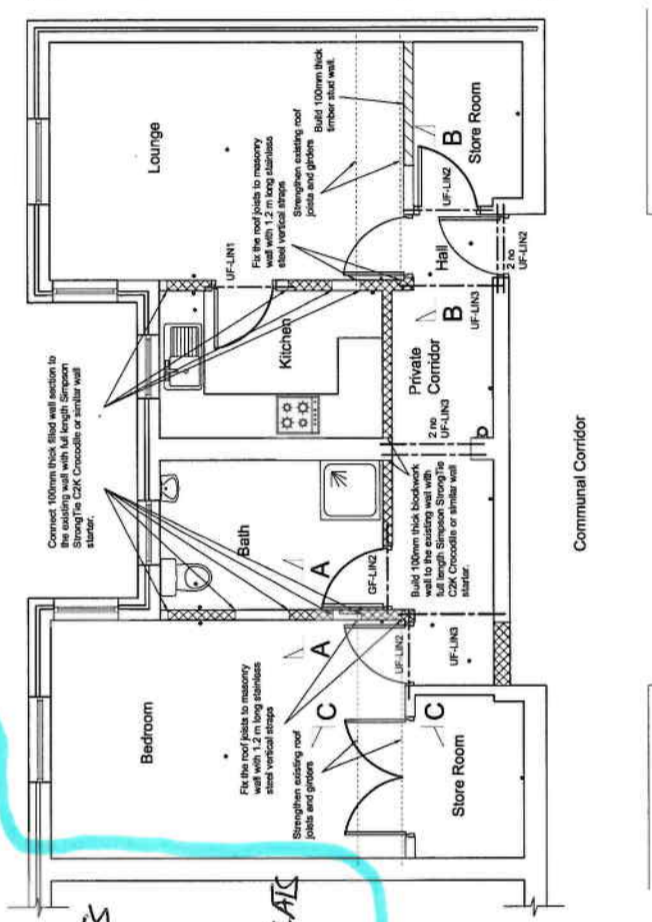 Lounge
Build 100mm thick
timber stud wall.
Strengthen existing roof
joists and girders
Fix the roof joists to masonry
wall with 1.2 m long stainless
steel vertical straps
UF-LIN1
B
Store Room
UF-LIN2
Hall
2 no
UF-LIN2
B
UF-LIN3
Connect 100mm thick filled wall section to
the existing wall with full length Simpson
StrongTie C2K Crocodile or similar wall
starter.
Kitchen
Private
Corridor
2 no
UF-LIN3
Communal Corridor
Bath
A
GF-LIN2
Build 100mm thick blockwork
wall to the existing wall with
full length Simpson StrongTie
C2K Crocodile or similar wall
starter.
A
UF-LIN2
UF-LIN3
Bedroom
Fix the roof joists to masonry
wall with 1.2 m long stainless
steel vertical straps
C
C
Strengthen existing roof
joists and girders
Store Room